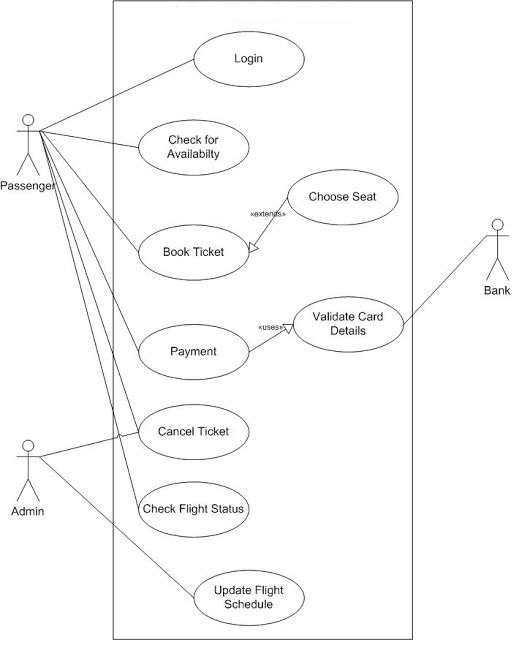 Login
Check for
Availabilty
Passenger
Choose Seat
«extends»
Book Ticket
Bank
Validate Card
Details
«uses»
Payment
Cancel Ticket
Admin
Check Flight Status
Update Flight
Schedule